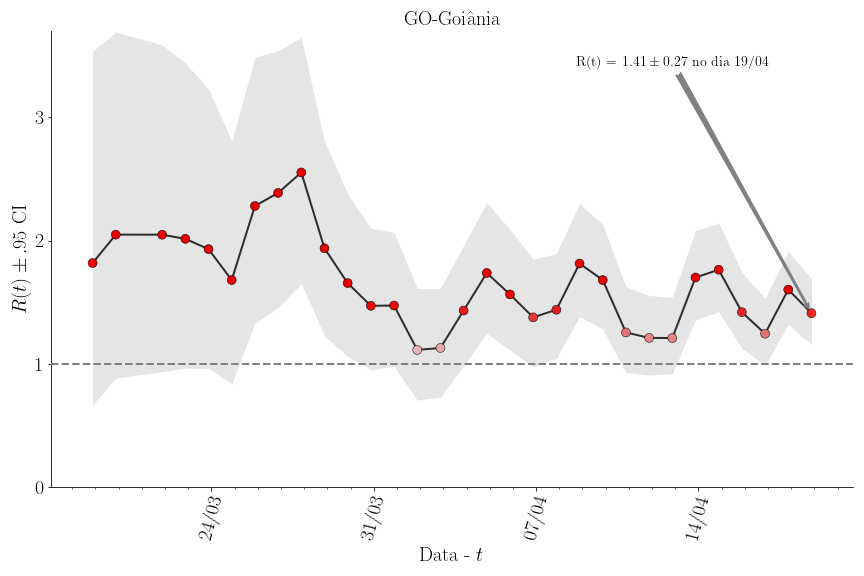 GO-Goiânia
R(t) = 1.41 ± 0.27 no dia 19/04
R(t) ± .95 CI
3
2
1
0
24/03
31/03
07/04
14/04
Data - t